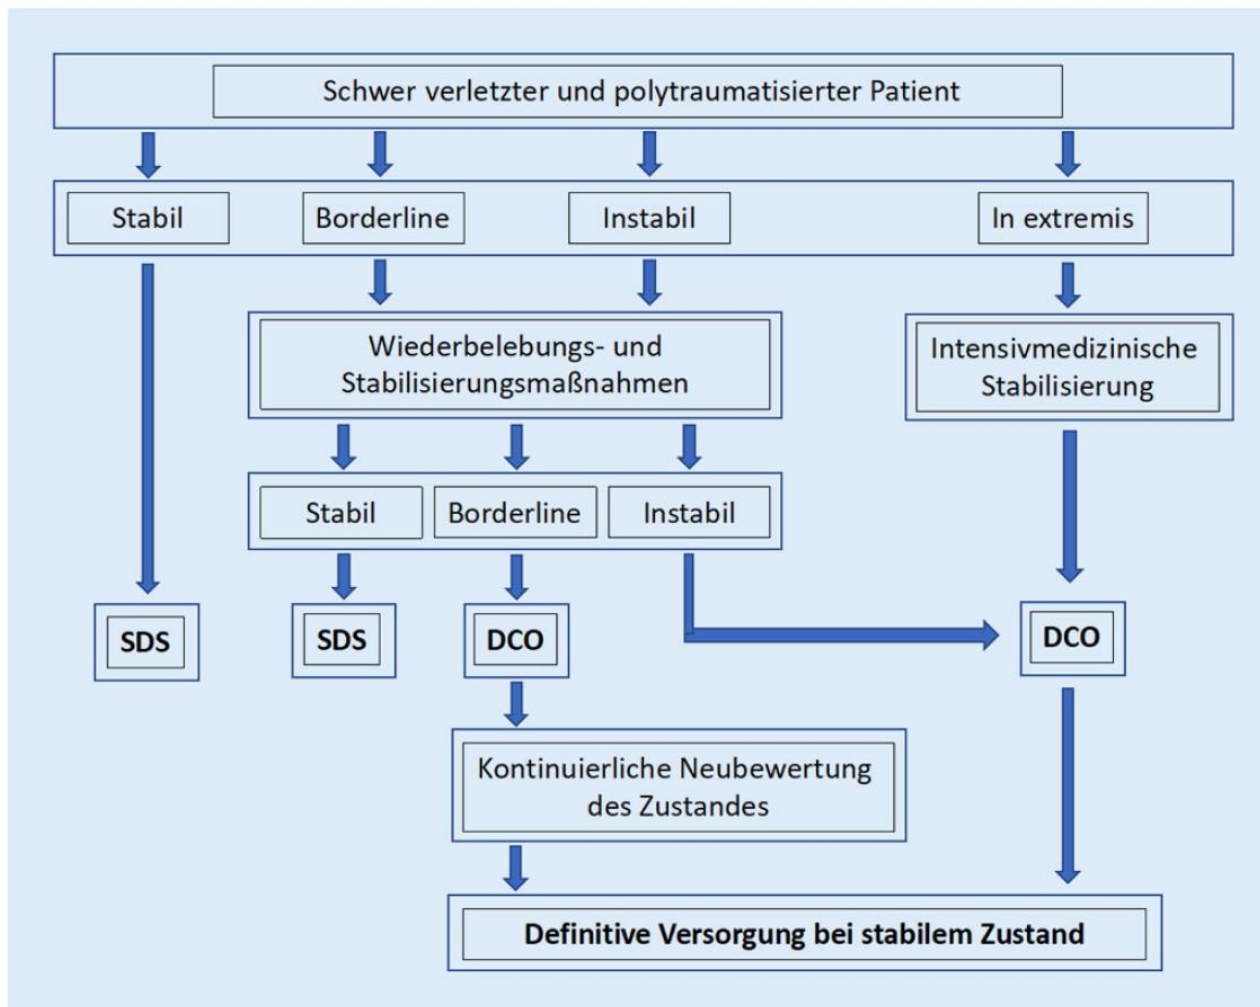 Schwer verletzter und polytraumatisierter Patient
Stabil
Borderline
Instabil
In extremis
Wiederbelebungs- und
Stabilisierungsmaßnahmen
Intensivmedizinische
Stabilisierung
Stabil
Borderline
Instabil
SDS
SDS
DCO
DCO
Kontinuierliche Neubewertung
des Zustandes
Definitive Versorgung bei stabilem Zustand